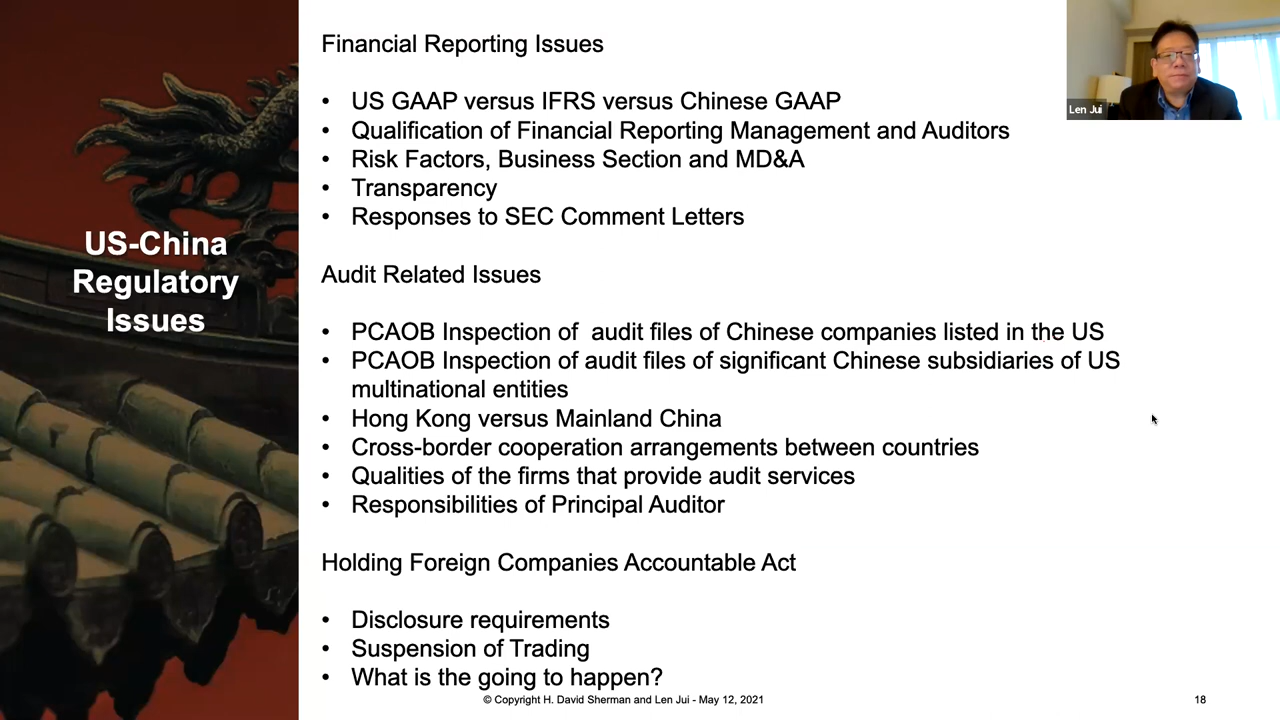 US-China
Regulatory
Issues
Financial Reporting Issues
• US GAAP versus IFRS versus Chinese GAAP
• Qualification of Financial Reporting Management and Auditors
• Risk Factors, Business Section and MD&A
• Transparency
• Responses to SEC Comment Letters
Audit Related Issues
• PCAOB Inspection of  audit files of Chinese companies listed in the US
• PCAOB Inspection of audit files of significant Chinese subsidiaries of US
multinational entities
• Hong Kong versus Mainland China
• Cross-border cooperation arrangements between countries
• Qualities of the firms that provide audit services
• Responsibilities of Principal Auditor
Holding Foreign Companies Accountable Act
• Disclosure requirements
• Suspension of Trading
• What is the going to happen?
© Copyright H. David Sherman and Len Jui - May 12, 2021
18
Len Jui